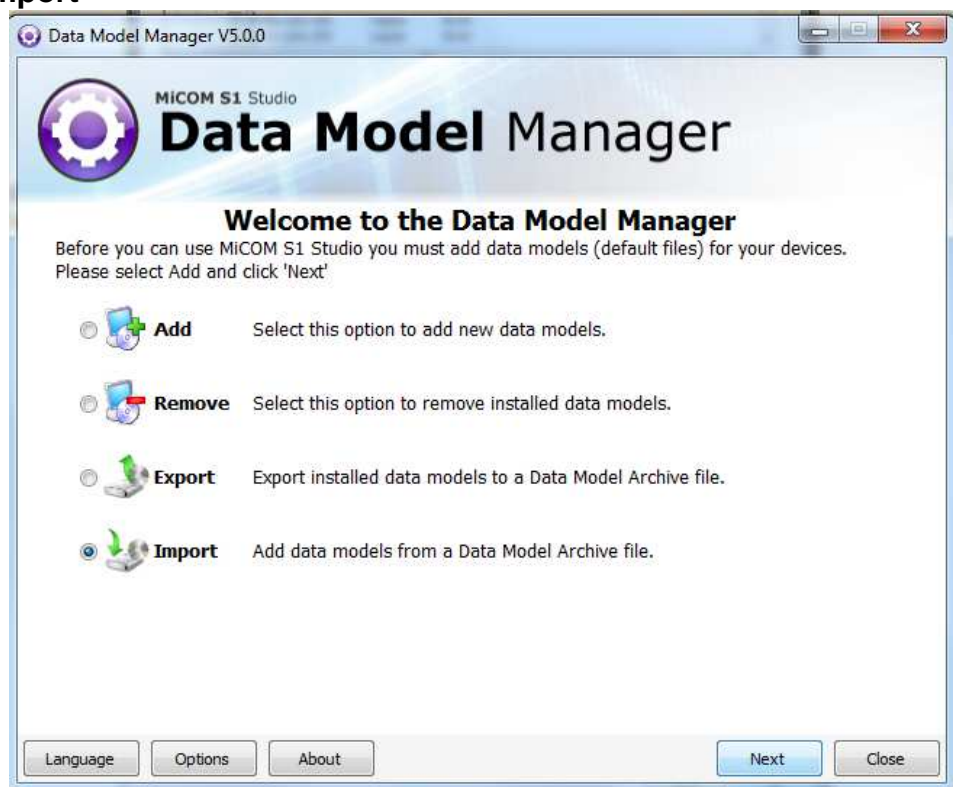 Data Model Manager V5.0.0
MiCOM S1 Studio
Data Model Manager
Welcome to the Data Model Manager
Before you can use MiCOM S1 Studio you must add data models (default files) for your devices.
Please select Add and click 'Next'
Add Select this option to add new data models.
Remove Select this option to remove installed data models.
Export Export installed data models to a Data Model Archive file.
Import Add data models from a Data Model Archive file.
Language Options About Next Close